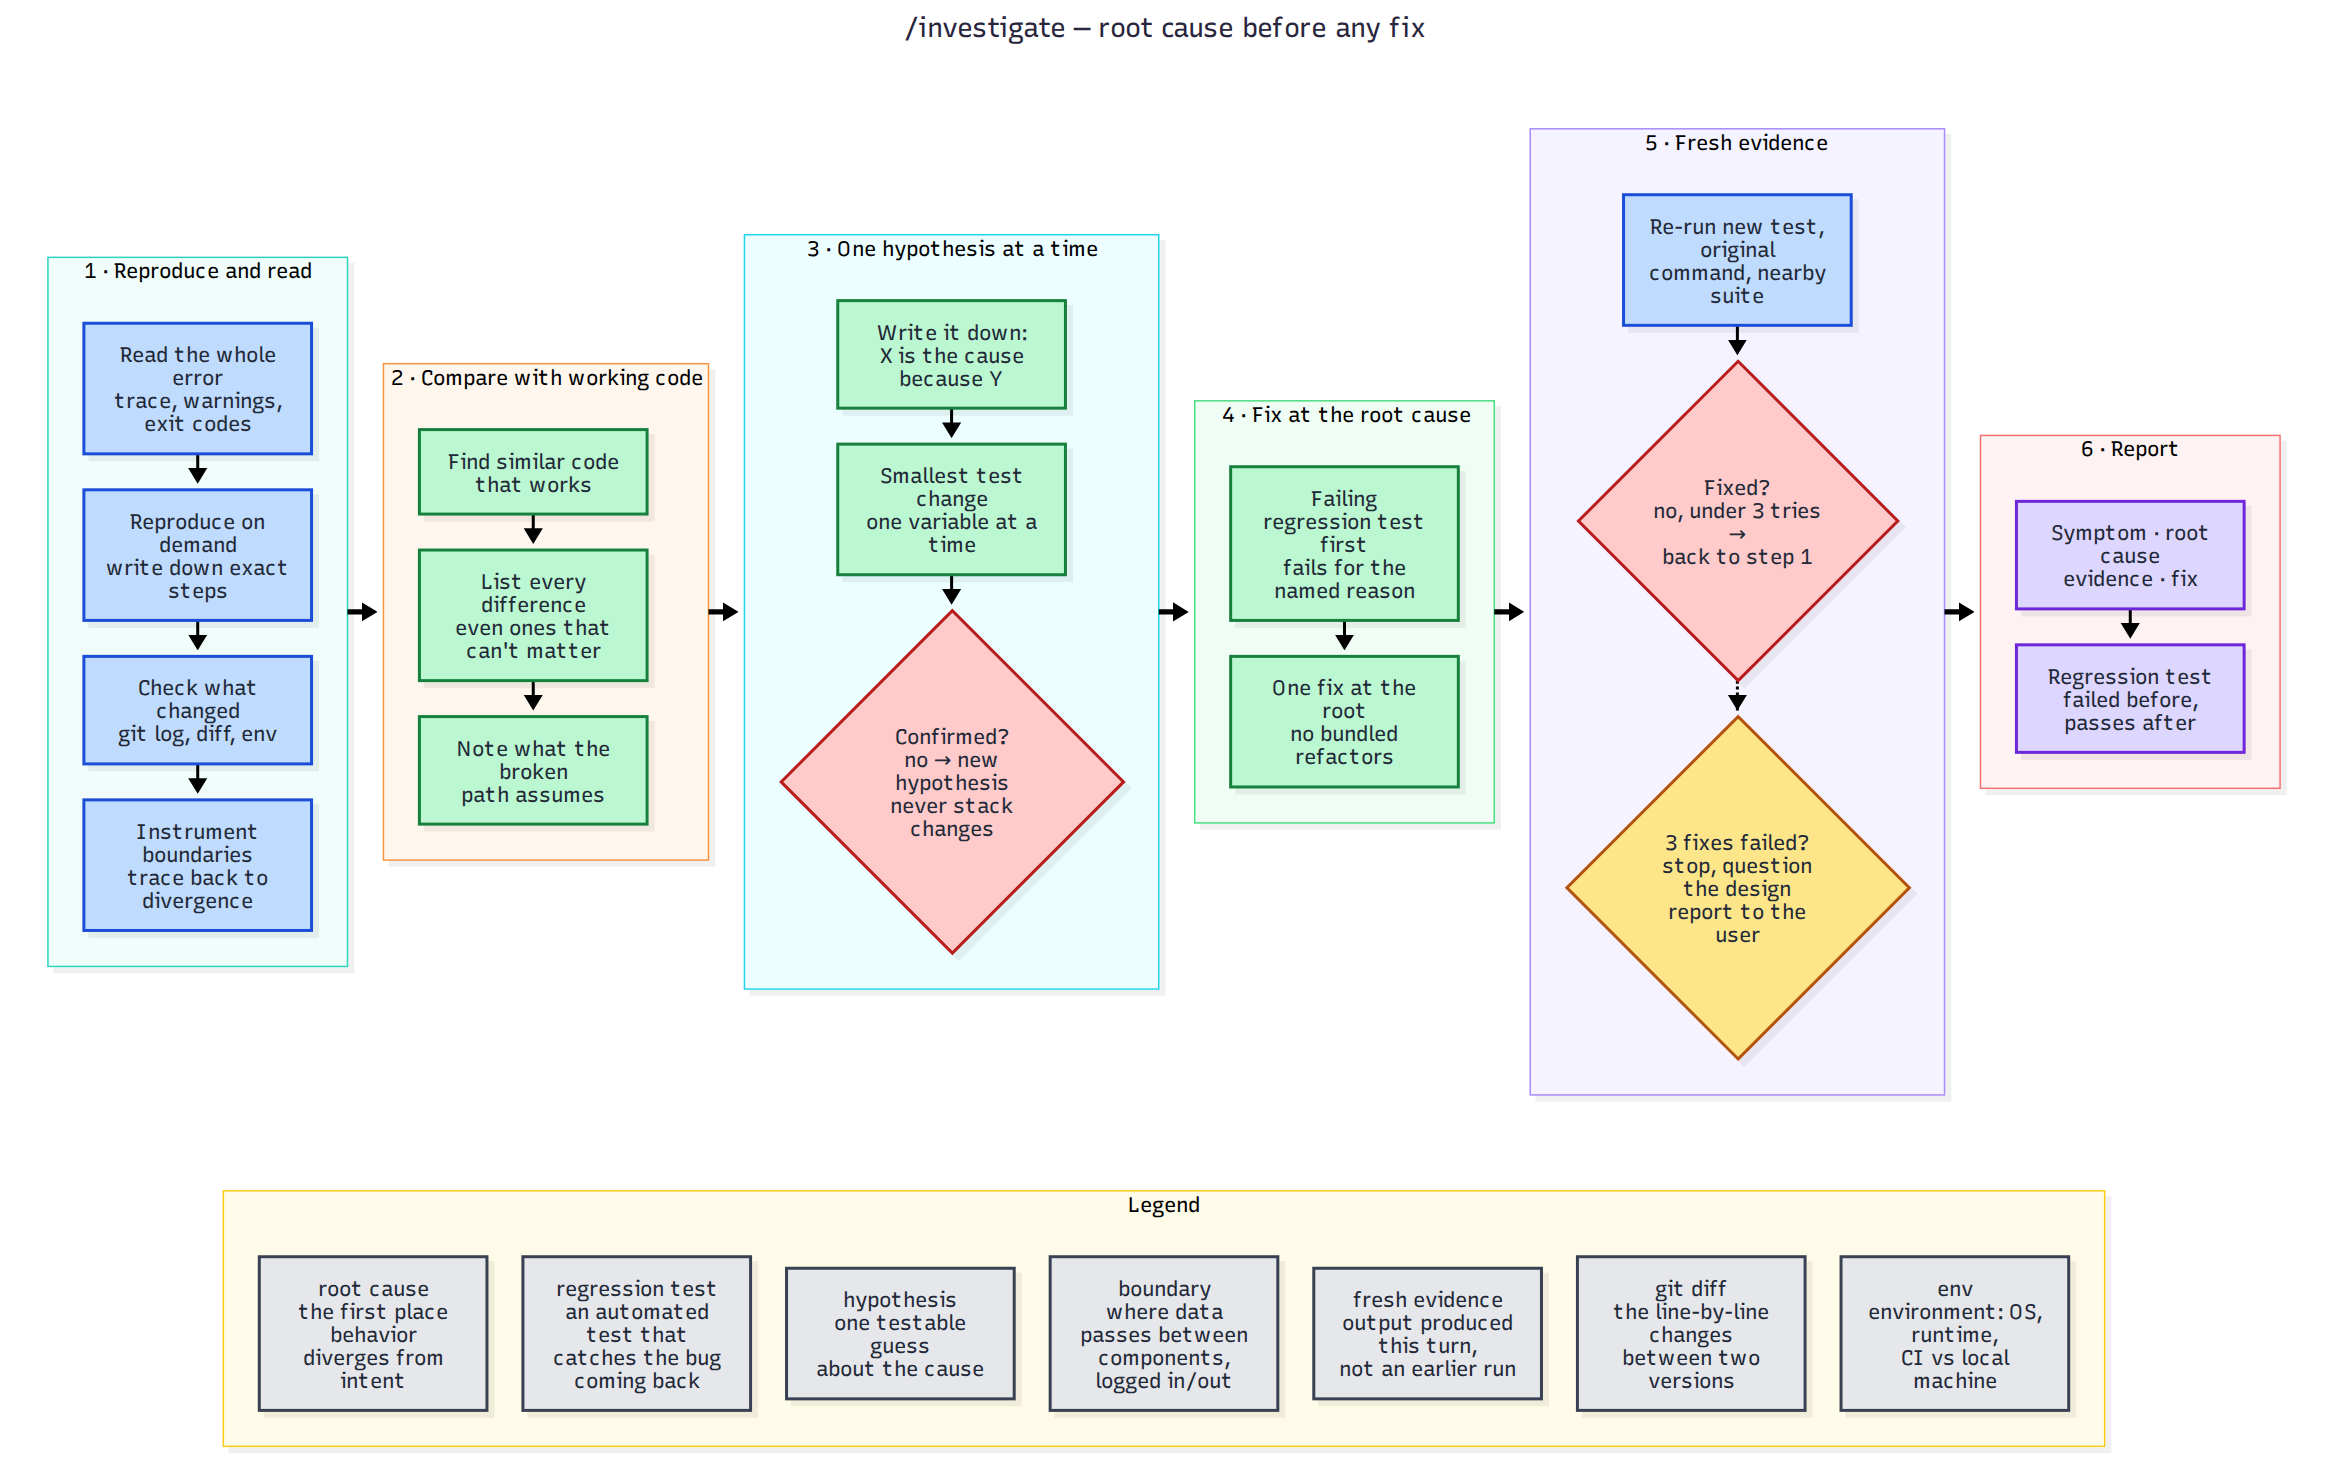 /investigate — root cause before any fix
1 · Reproduce and read
Read the whole
error
trace, warnings,
exit codes
Reproduce on
demand
write down exact
steps
Check what
changed
git log, diff, env
Instrument
boundaries
trace back to
divergence
2 · Compare with working code
Find similar code
that works
List every
difference
even ones that
can't matter
Note what the
broken
path assumes
3 · One hypothesis at a time
Write it down:
X is the cause
because Y
Smallest test
change
one variable at a
time
Confirmed?
no → new
hypothesis
never stack
changes
4 · Fix at the root cause
Failing
regression test
first
fails for the
named reason
One fix at the
root
no bundled
refactors
5 · Fresh evidence
Re-run new test,
original
command, nearby
suite
Fixed?
no, under 3 tries
→
back to step 1
3 fixes failed?
stop, question
the design
report to the
user
6 · Report
Symptom · root
cause
evidence · fix
Regression test
failed before,
passes after
Legend
root cause
the first place
behavior
diverges from
intent
regression test
an automated
test that
catches the bug
coming back
hypothesis
one testable
guess
about the cause
boundary
where data
passes between
components,
logged in/out
fresh evidence
output produced
this turn,
not an earlier run
git diff
the line-by-line
changes
between two
versions
env
environment: OS,
runtime,
CI vs local
machine